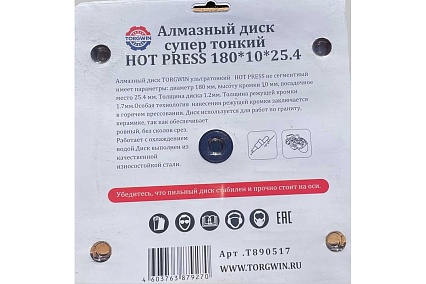 TORGWIN
Алмазный диск
супер тонкий
HOT PRESS 180*10*25.4
Алмазный диск TORGWIN ультратонкий HOT PRESS не сегментный
имеет параметры: диаметр 180 мм, высоту кромки 10 мм, посадочное
место 25.4 мм. Толщина диска 1.2мм. Толщина режущей кромки
1.7мм.Особая технология нанесения режущей кромки заключается
в горячем прессовании. Диск используется для работ по граниту,
керамике, так как обеспечивает
ровный, без сколов срез.
Работает с охлаждением
водой.Диск выполнен из
качественной
износостойкой стали.
Убедитесь, что пильный диск стабилен и прочно стоит на оси.
EAC
4603763879270
Арт.T890517
WWW.TORGWIN.RU